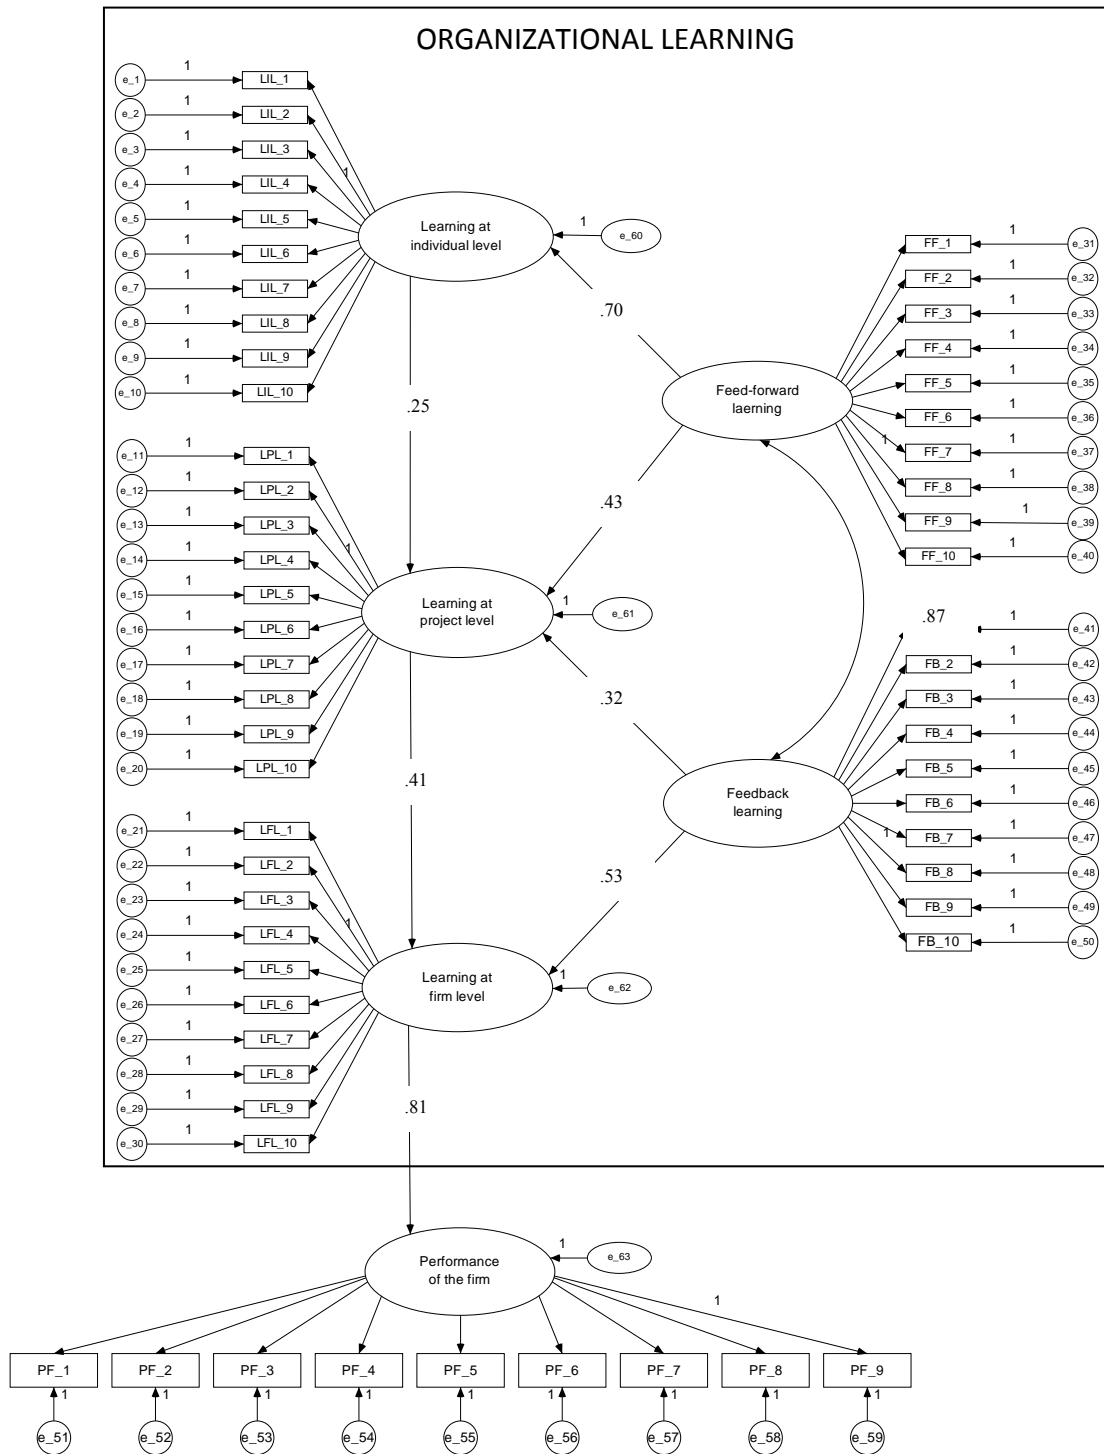 ORGANIZATIONAL LEARNING
e_1 1 LIL_1
e_2 1 LIL_2
e_3 1 LIL_3
e_4 1 LIL_4
e_5 1 LIL_5
e_6 1 LIL_6
e_7 1 LIL_7
e_8 1 LIL_8
e_9 1 LIL_9
e_10 1 LIL_10
1
Learning at
individual level
1 e_60
.70
.25
FF_1 1 e_31
FF_2 1 e_32
FF_3 1 e_33
FF_4 1 e_34
FF_5 1 e_35
FF_6 1 e_36
FF_7 1 e_37
FF_8 1 e_38
FF_9 1 e_39
FF_10 1 e_40
1
Feed-forward
laerning
.43
e_11 1 LPL_1
e_12 1 LPL_2
e_13 1 LPL_3
e_14 1 LPL_4
e_15 1 LPL_5
e_16 1 LPL_6
e_17 1 LPL_7
e_18 1 LPL_8
e_19 1 LPL_9
e_20 1 LPL_10
1
Learning at
project level
1 e_61
.32
.41
.87
1 e_41
FB_2 1 e_42
FB_3 1 e_43
FB_4 1 e_44
FB_5 1 e_45
FB_6 1 e_46
FB_7 1 e_47
FB_8 1 e_48
FB_9 1 e_49
FB_10 1 e_50
1
Feedback
learning
.53
e_21 1 LFL_1
e_22 1 LFL_2
e_23 1 LFL_3
e_24 1 LFL_4
e_25 1 LFL_5
e_26 1 LFL_6
e_27 1 LFL_7
e_28 1 LFL_8
e_29 1 LFL_9
e_30 1 LFL_10
1
Learning at
firm level
1 e_62
.81
Performance
of the firm
1 e_63
1
PF_1 PF_2 PF_3 PF_4 PF_5 PF_6 PF_7 PF_8 PF_9
1 1 1 1 1 1 1 1 1
e_51 e_52 e_53 e_54 e_55 e_56 e_57 e_58 e_59